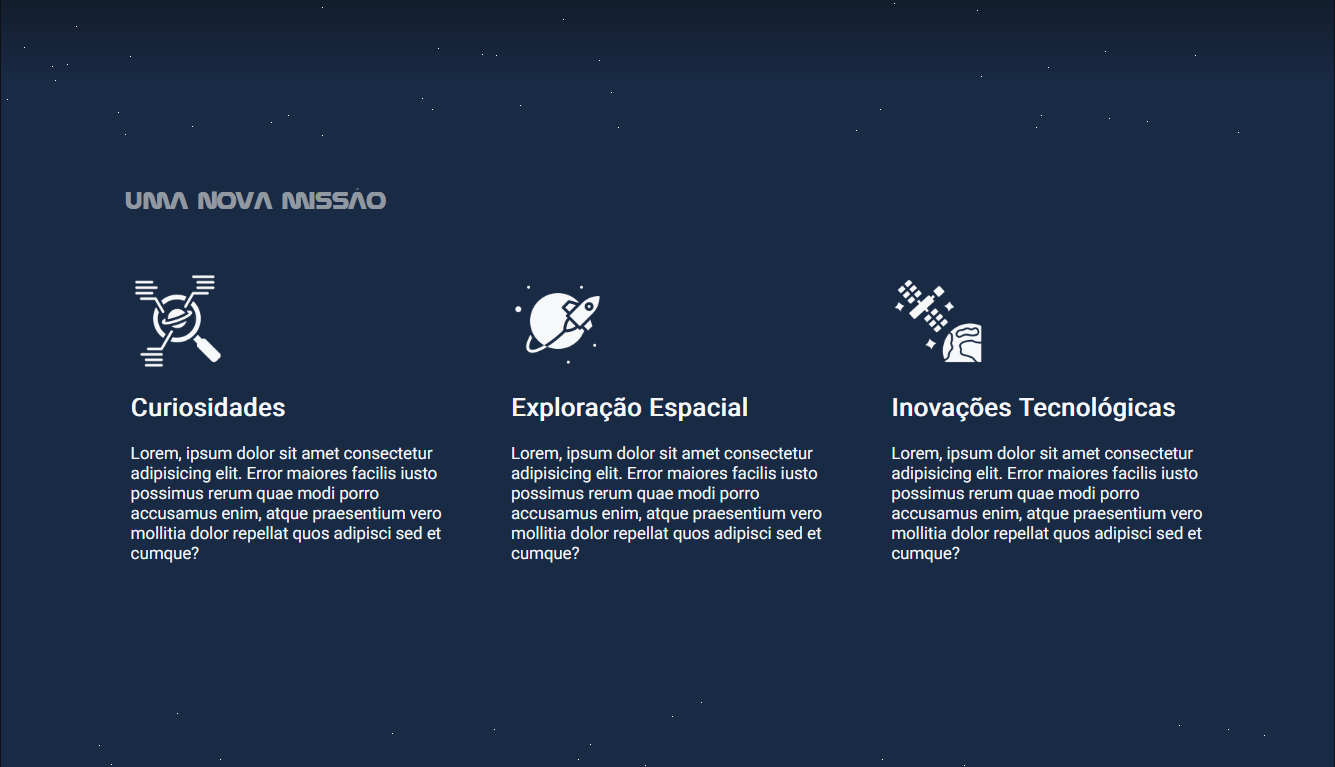 UMA NOVA MISSÃO
Curiosidades
Lorem, ipsum dolor sit amet consectetur
adipisicing elit. Error maiores facilis iusto
possimus rerum quae modi porro
accusamus enim, atque praesentium vero
mollitia dolor repellat quos adipisci sed et
cumque?
Exploração Espacial
Lorem, ipsum dolor sit amet consectetur
adipisicing elit. Error maiores facilis iusto
possimus rerum quae modi porro
accusamus enim, atque praesentium vero
mollitia dolor repellat quos adipisci sed et
cumque?
Inovações Tecnológicas
Lorem, ipsum dolor sit amet consectetur
adipisicing elit. Error maiores facilis iusto
possimus rerum quae modi porro
accusamus enim, atque praesentium vero
mollitia dolor repellat quos adipisci sed et
cumque?